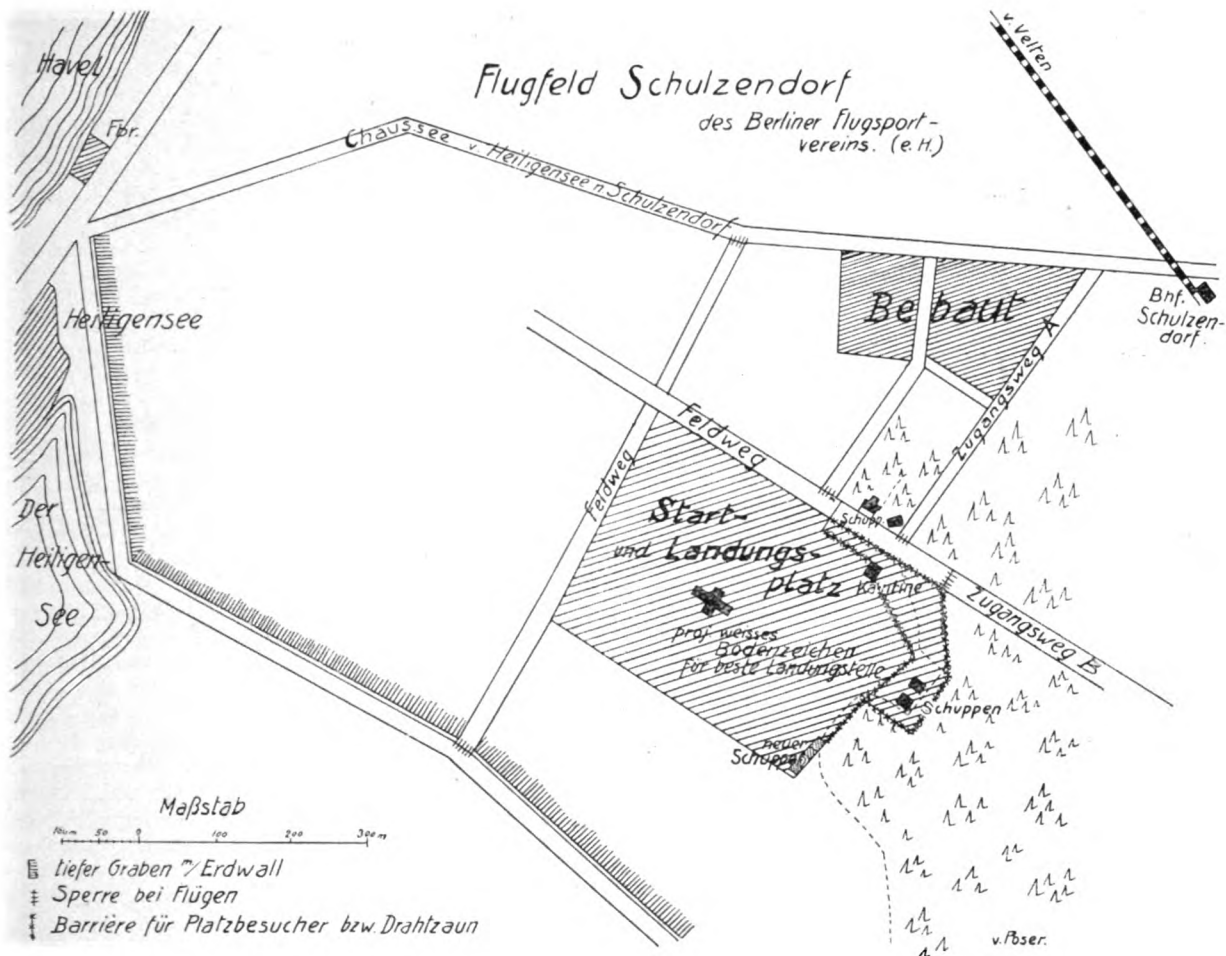 Flugfeld Schulzendorf
des Berliner Flugsport-
vereins. (e.H.)
v. Velten
Havel
Fbr.
Chaussee v. Heiligensee n. Schulzendorf
Bebaut
Bhf.
Schulzen-
dorf.
Heiligensee
Zugangsweg A
Feldweg
Feldweg
Start-
und Landungs-
platz
Schupp.
Kantine
Zugangsweg B
Der
Heiligen-
See
proj. weisses
Bodenzeichen
für beste Landungstelle
Schuppen
neuer
Schuppen
Maßstab
100m 50 0 100 200 300m
tiefer Graben m/Erdwall
Sperre bei Flügen
Barrière für Platzbesucher bzw. Drahtzaun
v. Poser.